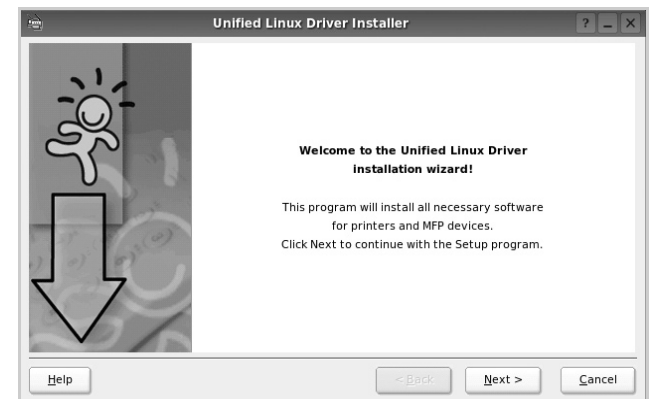 Unified Linux Driver Installer
Welcome to the Unified Linux Driver
installation wizard!
This program will install all necessary software
for printers and MFP devices.
Click Next to continue with the Setup program.
Help
< Back
Next >
Cancel